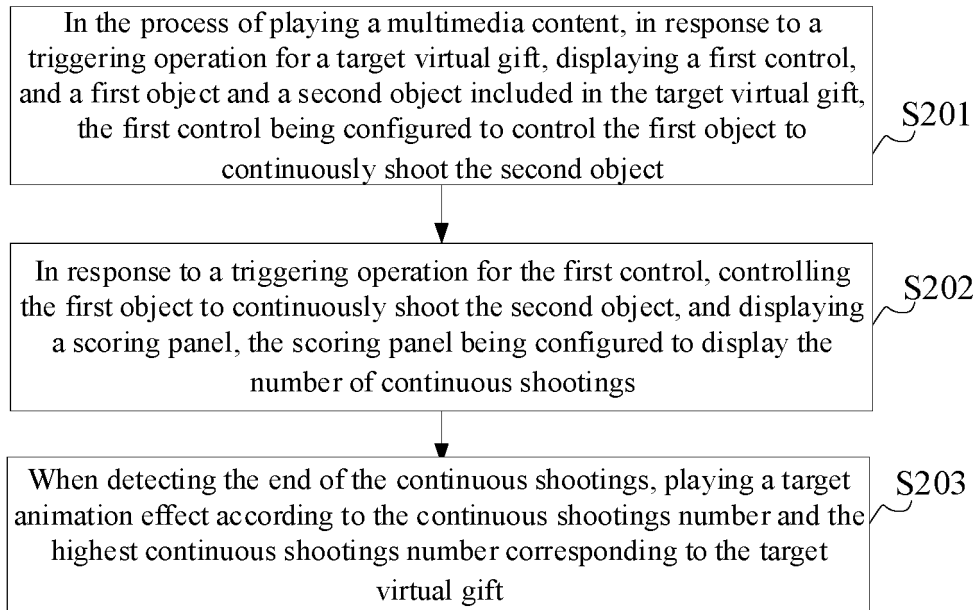 In the process of playing a multimedia content, in response to a
triggering operation for a target virtual gift, displaying a first control,
and a first object and a second object included in the target virtual gift,
the first control being configured to control the first object to
continuously shoot the second object
S201
In response to a triggering operation for the first control, controlling
the first object to continuously shoot the second object, and displaying
a scoring panel, the scoring panel being configured to display the
number of continuous shootings
S202
When detecting the end of the continuous shootings, playing a target
animation effect according to the continuous shootings number and the
highest continuous shootings number corresponding to the target
virtual gift
S203